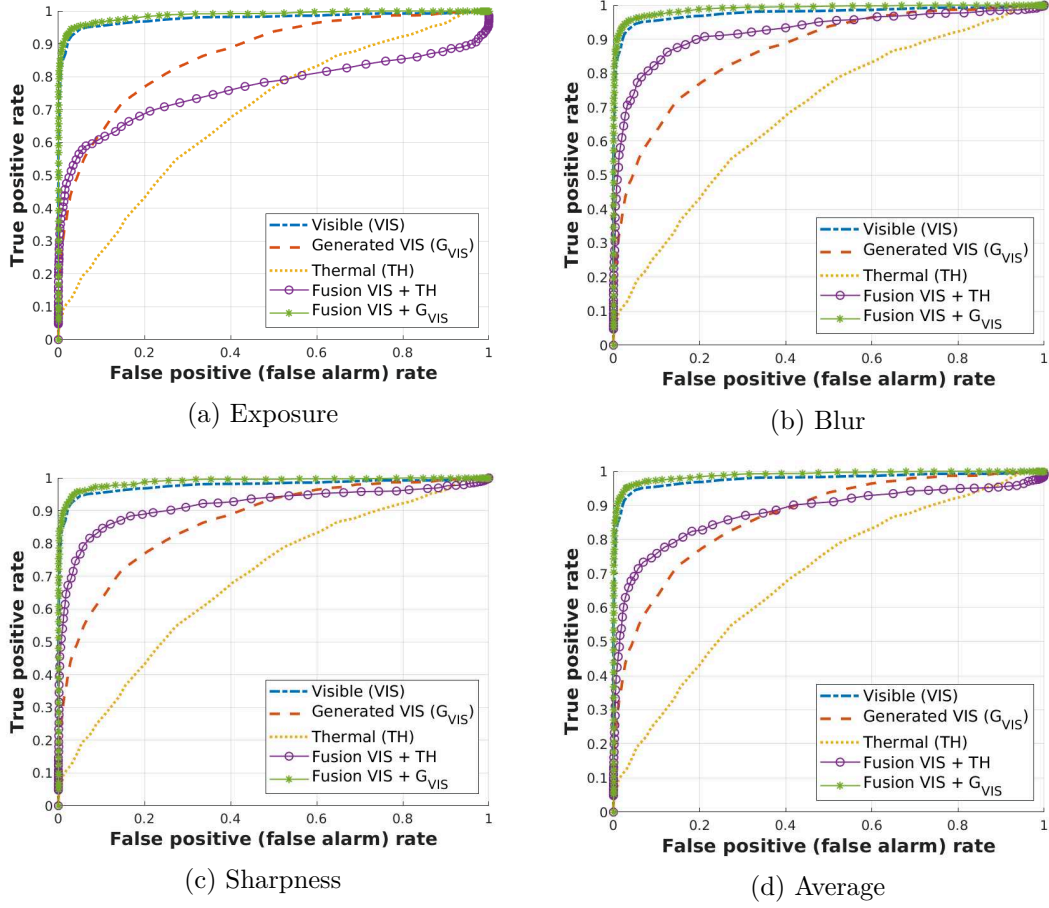 1
0.9
0.8
0.7
0.6
0.5
0.4
0.3
0.2
0.1
0
True positive rate
Visible (VIS)
Generated VIS (G_VIS)
Thermal (TH)
Fusion VIS + TH
Fusion VIS + G_VIS
0 0.2 0.4 0.6 0.8 1
False positive (false alarm) rate
(a) Exposure
1
0.9
0.8
0.7
0.6
0.5
0.4
0.3
0.2
0.1
0
True positive rate
Visible (VIS)
Generated VIS (G_VIS)
Thermal (TH)
Fusion VIS + TH
Fusion VIS + G_VIS
0 0.2 0.4 0.6 0.8 1
False positive (false alarm) rate
(b) Blur
1
0.9
0.8
0.7
0.6
0.5
0.4
0.3
0.2
0.1
0
True positive rate
Visible (VIS)
Generated VIS (G_VIS)
Thermal (TH)
Fusion VIS + TH
Fusion VIS + G_VIS
0 0.2 0.4 0.6 0.8 1
False positive (false alarm) rate
(c) Sharpness
1
0.9
0.8
0.7
0.6
0.5
0.4
0.3
0.2
0.1
0
True positive rate
Visible (VIS)
Generated VIS (G_VIS)
Thermal (TH)
Fusion VIS + TH
Fusion VIS + G_VIS
0 0.2 0.4 0.6 0.8 1
False positive (false alarm) rate
(d) Average